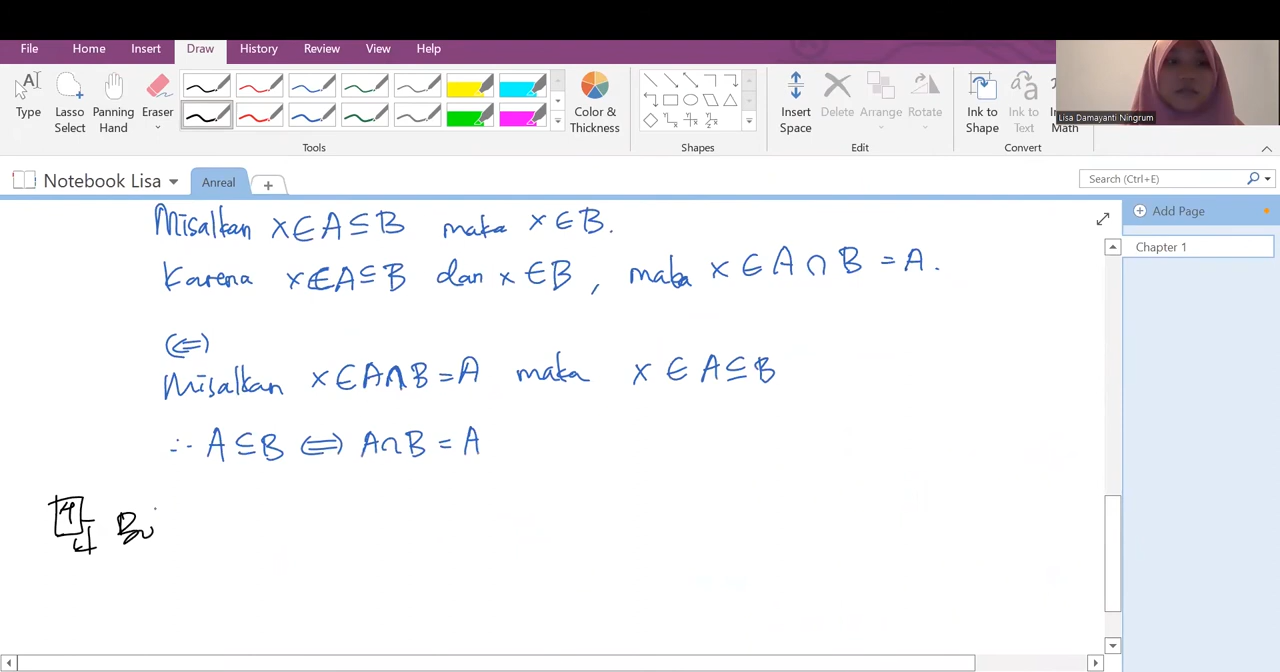 File Home Insert Draw History Review View Help
Type Lasso Select Panning Hand Eraser Color & Thickness Insert Space Delete Arrange Rotate Ink to Shape Ink to Text Math
Tools Shapes Edit Convert
Lisa Damayanti Ningrum
Notebook Lisa Anreal Search (Ctrl+E)
Add Page
Chapter 1
Misalkan x∈A⊆B maka x∈B.
Karena x∈A⊆B dan x∈B, maka x∈A∩B = A.
(⇐)
Misalkan x∈A∩B = A maka x∈A⊆B
∴ A⊆B ⇔ A∩B = A